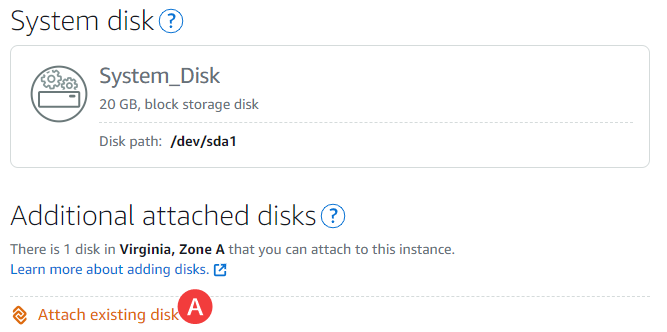 System disk ?
System_Disk
20 GB, block storage disk
Disk path: /dev/sda1
Additional attached disks ?
There is 1 disk in Virginia, Zone A that you can attach to this instance.
Learn more about adding disks.
Attach existing disk A